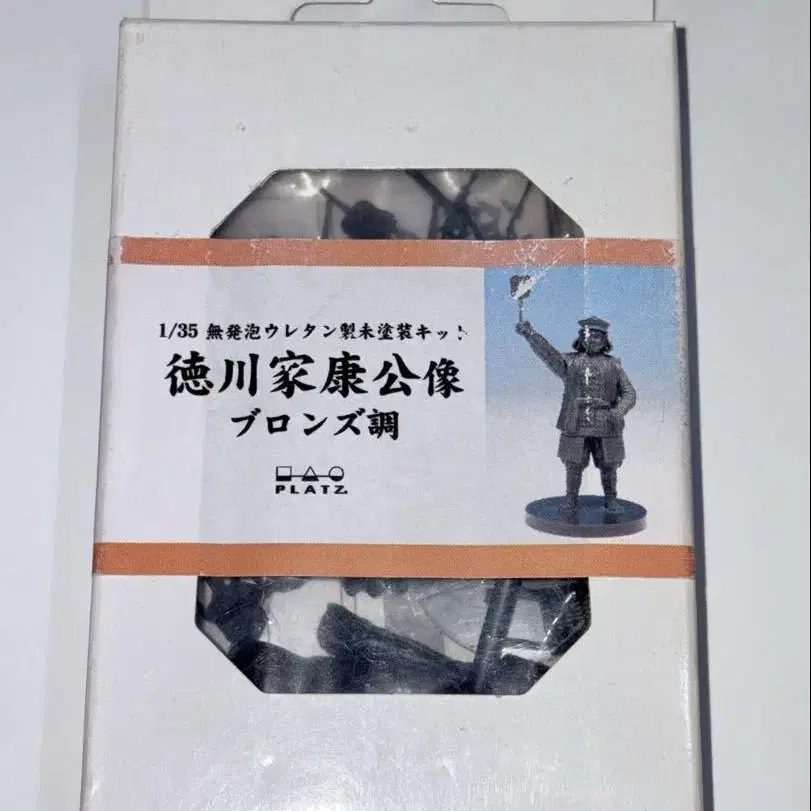 1/35 無発泡ウレタン製未塗装キット
徳川家康公像
ブロンズ調
PLATZ